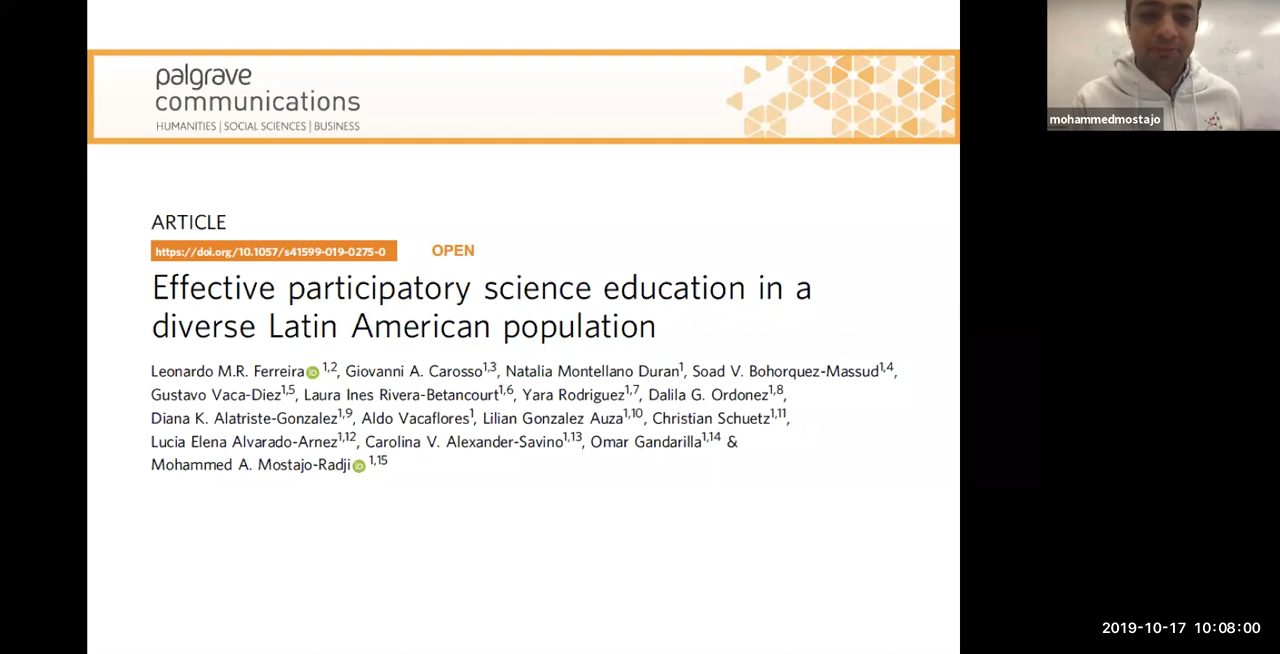 palgrave
communications
HUMANITIES | SOCIAL SCIENCES | BUSINESS
mohammedmostajo
ARTICLE
https://doi.org/10.1057/s41599-019-0275-0 OPEN
Effective participatory science education in a
diverse Latin American population
Leonardo M.R. Ferreira 1,2, Giovanni A. Carosso1,3, Natalia Montellano Duran1, Soad V. Bohorquez-Massud1,4,
Gustavo Vaca-Diez1,5, Laura Ines Rivera-Betancourt1,6, Yara Rodriguez1,7, Dalila G. Ordonez1,8,
Diana K. Alatriste-Gonzalez1,9, Aldo Vacaflores1, Lilian Gonzalez Auza1,10, Christian Schuetz1,11,
Lucia Elena Alvarado-Arnez1,12, Carolina V. Alexander-Savino1,13, Omar Gandarilla1,14 &
Mohammed A. Mostajo-Radji 1,15
2019-10-17 10:08:00